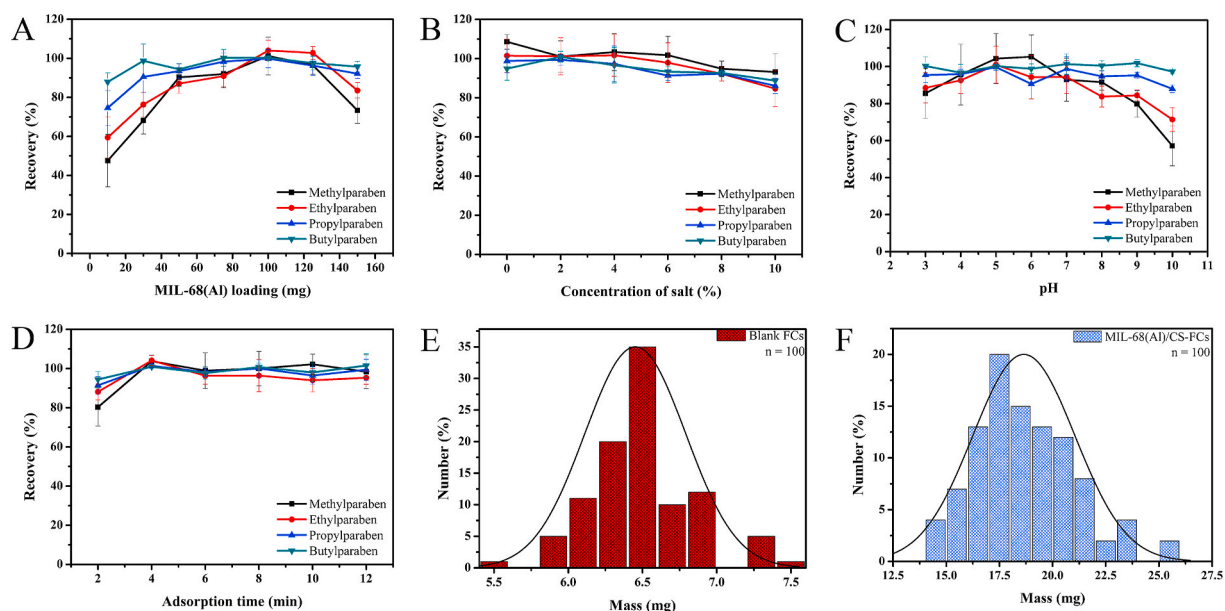 A
Recovery (%)
120
100
80
60
40
20
0
0 20 40 60 80 100 120 140 160
MIL-68(Al) loading (mg)
Methylparaben
Ethylparaben
Propylparaben
Butylparaben
B
Recovery (%)
120
100
80
60
40
20
0
0 2 4 6 8 10
Concentration of salt (%)
Methylparaben
Ethylparaben
Propylparaben
Butylparaben
C
Recovery (%)
120
100
80
60
40
20
0
2 3 4 5 6 7 8 9 10 11
pH
Methylparaben
Ethylparaben
Propylparaben
Butylparaben
D
Recovery (%)
120
100
80
60
40
20
0
2 4 6 8 10 12
Adsorption time (min)
Methylparaben
Ethylparaben
Propylparaben
Butylparaben
E
Blank FCs
n = 100
Number (%)
35
30
25
20
15
10
5
0
5.5 6.0 6.5 7.0 7.5
Mass (mg)
F
MIL-68(Al)/CS-FCs
n = 100
Number (%)
20
15
10
5
0
12.5 15.0 17.5 20.0 22.5 25.0 27.5
Mass (mg)